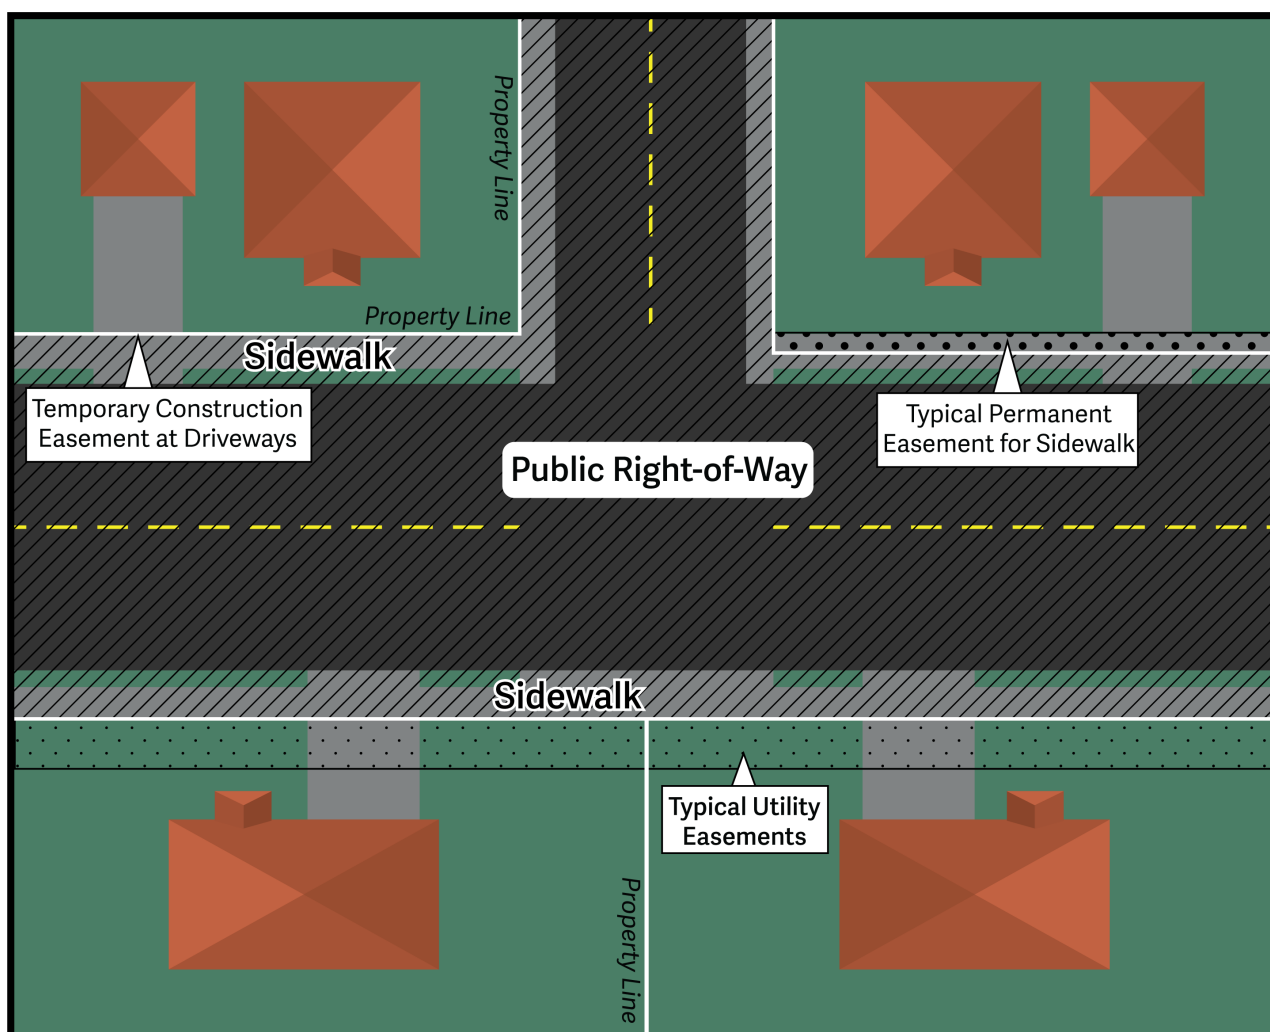 Property Line
Property Line
Sidewalk
Temporary Construction
Easement at Driveways
Typical Permanent
Easement for Sidewalk
Public Right-of-Way
Sidewalk
Typical Utility
Easements
Property Line